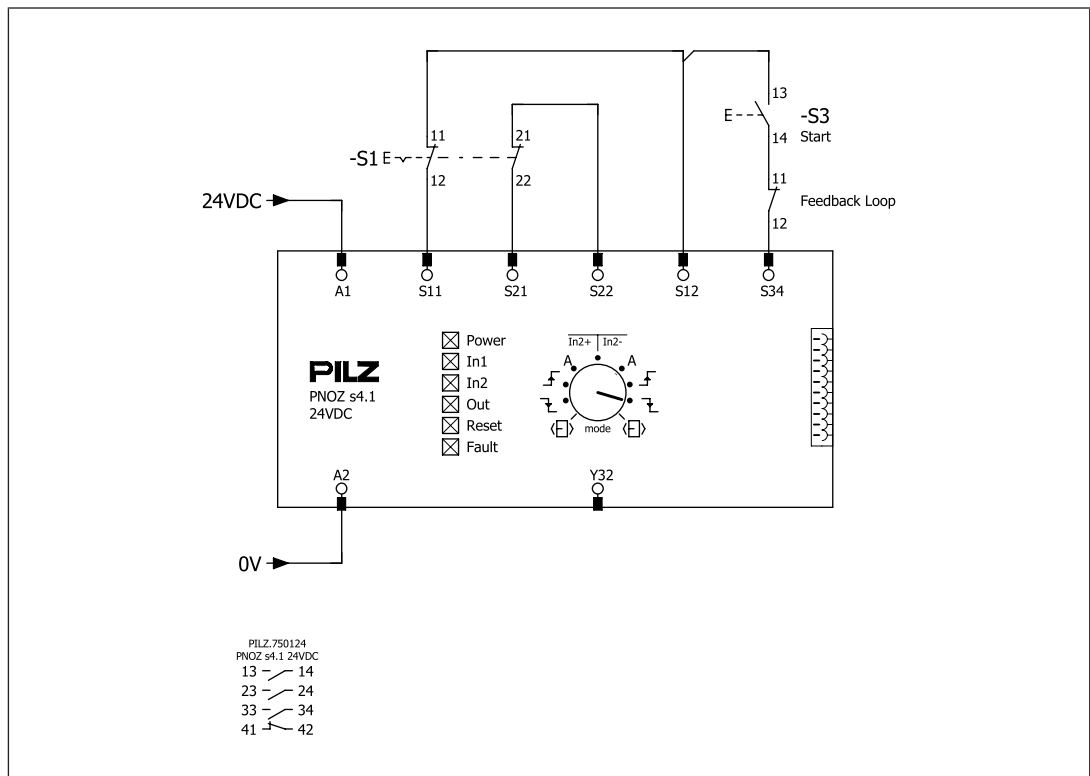 11
21
13
-S3
E
-S1 E
14 Start
12
22
11
Feedback Loop
12
24VDC
A1
S11
S21
S22
S12
S34
Power
In1
In2
Out
Reset
Fault
In2+ In2-
A A
mode
PILZ
PNOZ s4.1
24VDC
A2
Y32
0V
PILZ.750124
PNOZ s4.1 24VDC
13 14
23 24
33 34
41 42